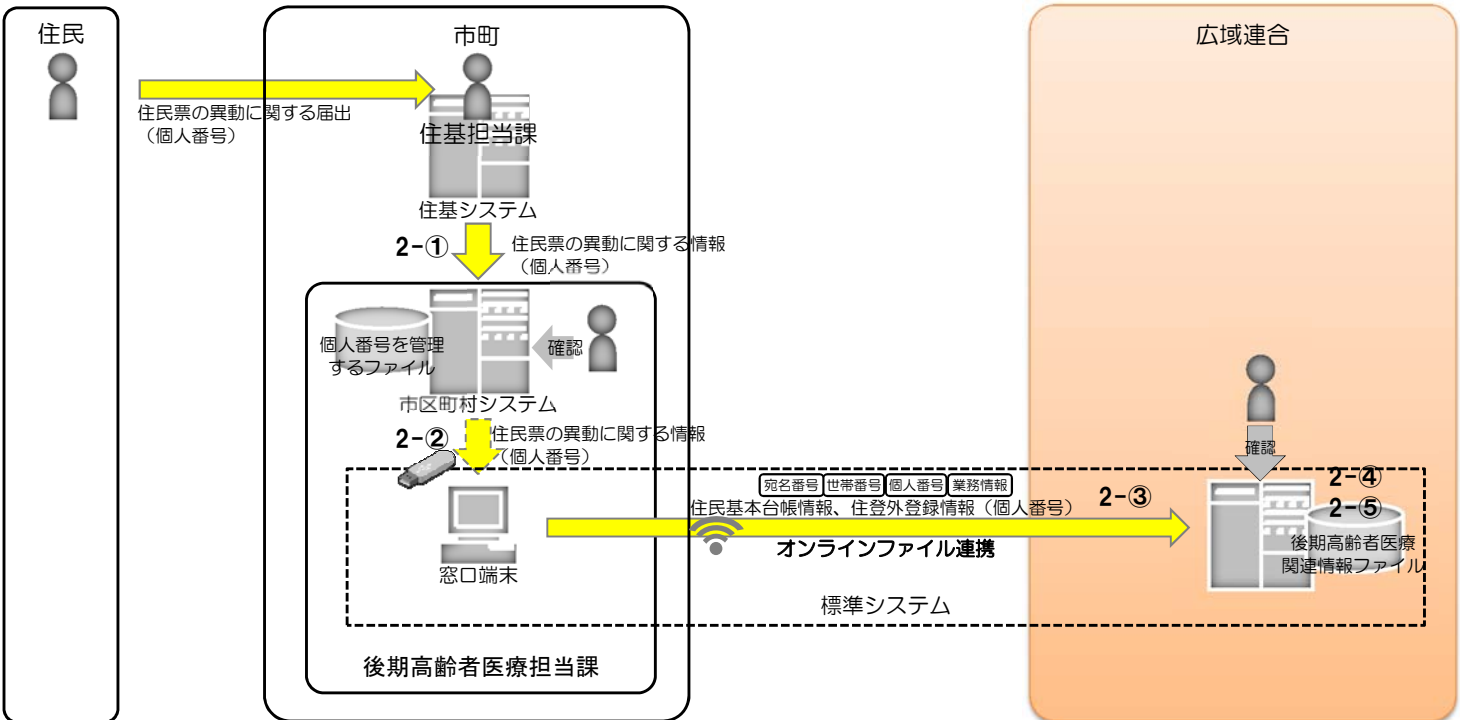 住民
市町
広域連合
住民票の異動に関する届出
（個人番号）
住基担当課
住基システム
2-①
住民票の異動に関する情報
（個人番号）
個人番号を管理
するファイル
確認
市区町村システム
2-②
住民票の異動に関する情報
（個人番号）
確認
宛名番号 世帯番号 個人番号 業務情報
住民基本台帳情報、住登外登録情報（個人番号）
2-③
2-④
2-⑤
オンラインファイル連携
後期高齢者医療
関連情報ファイル
窓口端末
標準システム
後期高齢者医療担当課